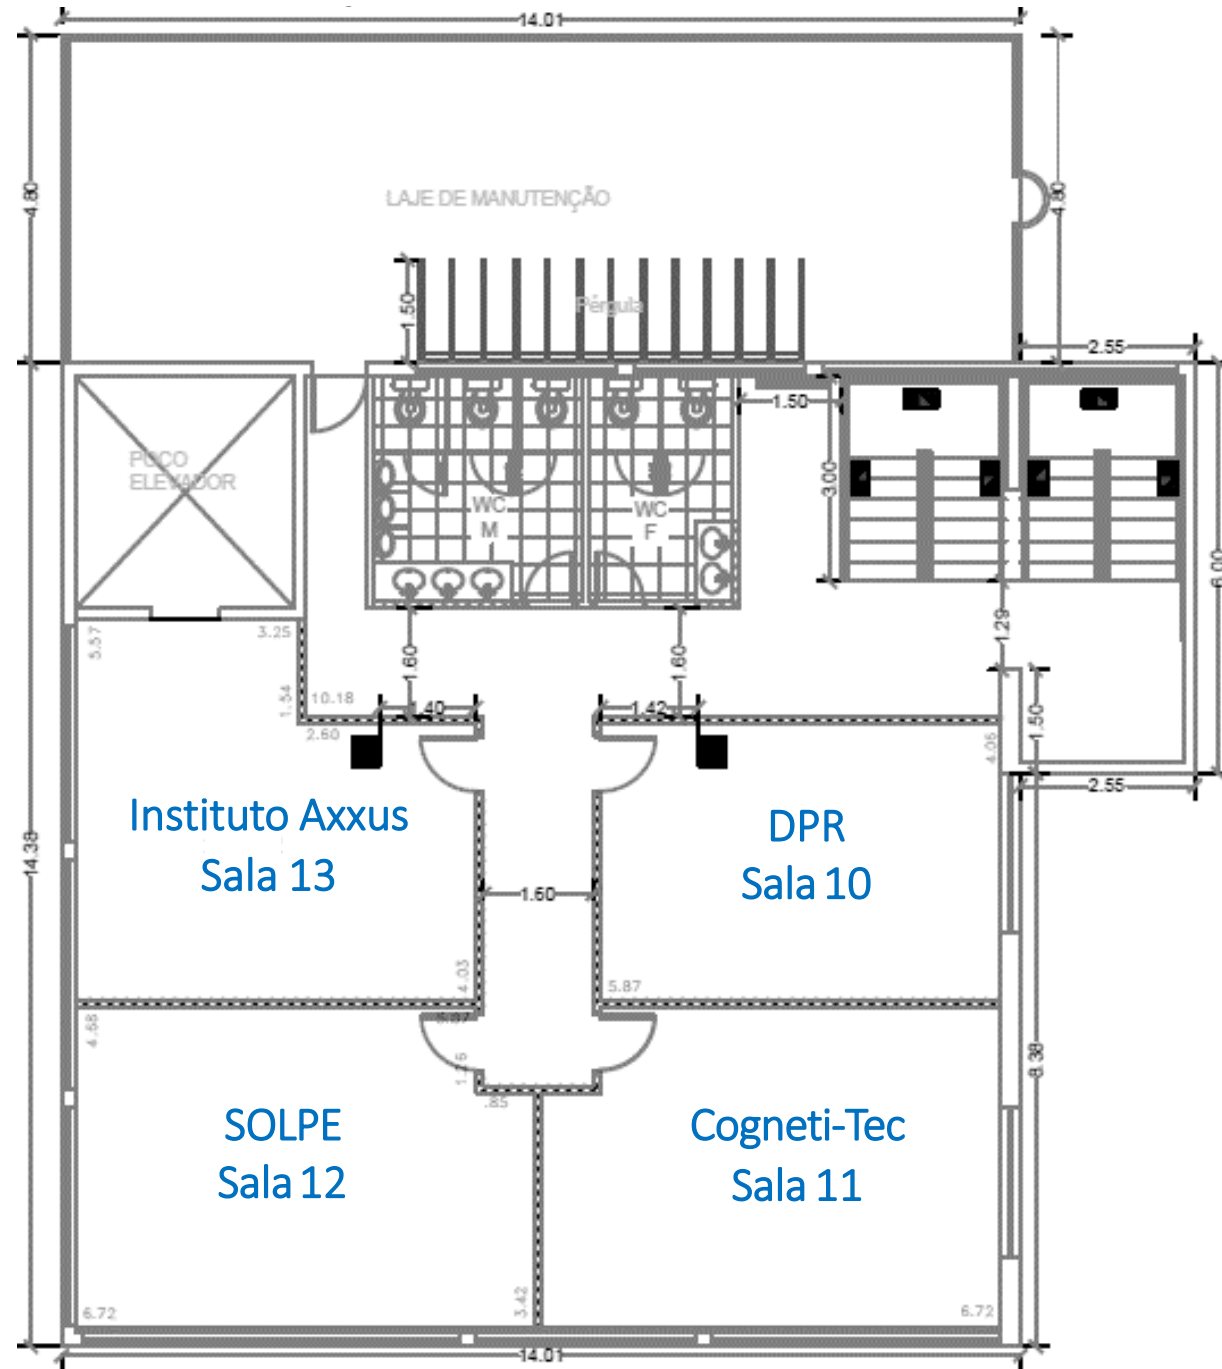 14.01
4.80
LAJE DE MANUTENÇÃO
4.80
1.50
Pérgula
2.55
1.50
POÇO
ELEVADOR
3.00
WC
M
WC
F
6.00
5.57
3.25
1.60
1.60
1.29
1.54
10.18
1.40
1.42
2.60
4.05
1.50
2.55
Instituto Axxus
Sala 13
DPR
Sala 10
14.38
1.60
4.03
5.87
4.68
8.38
.85
SOLPE
Sala 12
Cogneti-Tec
Sala 11
6.72
3.42
6.72
14.01